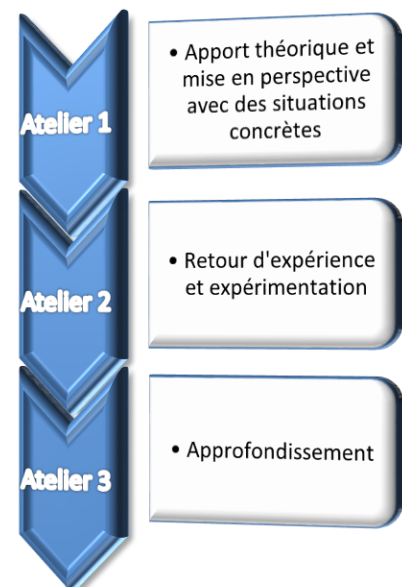 Atelier 1
• Apport théorique et
mise en perspective
avec des situations
concrètes
Atelier 2
• Retour d'expérience
et expérimentation
Atelier 3
• Approfondissement